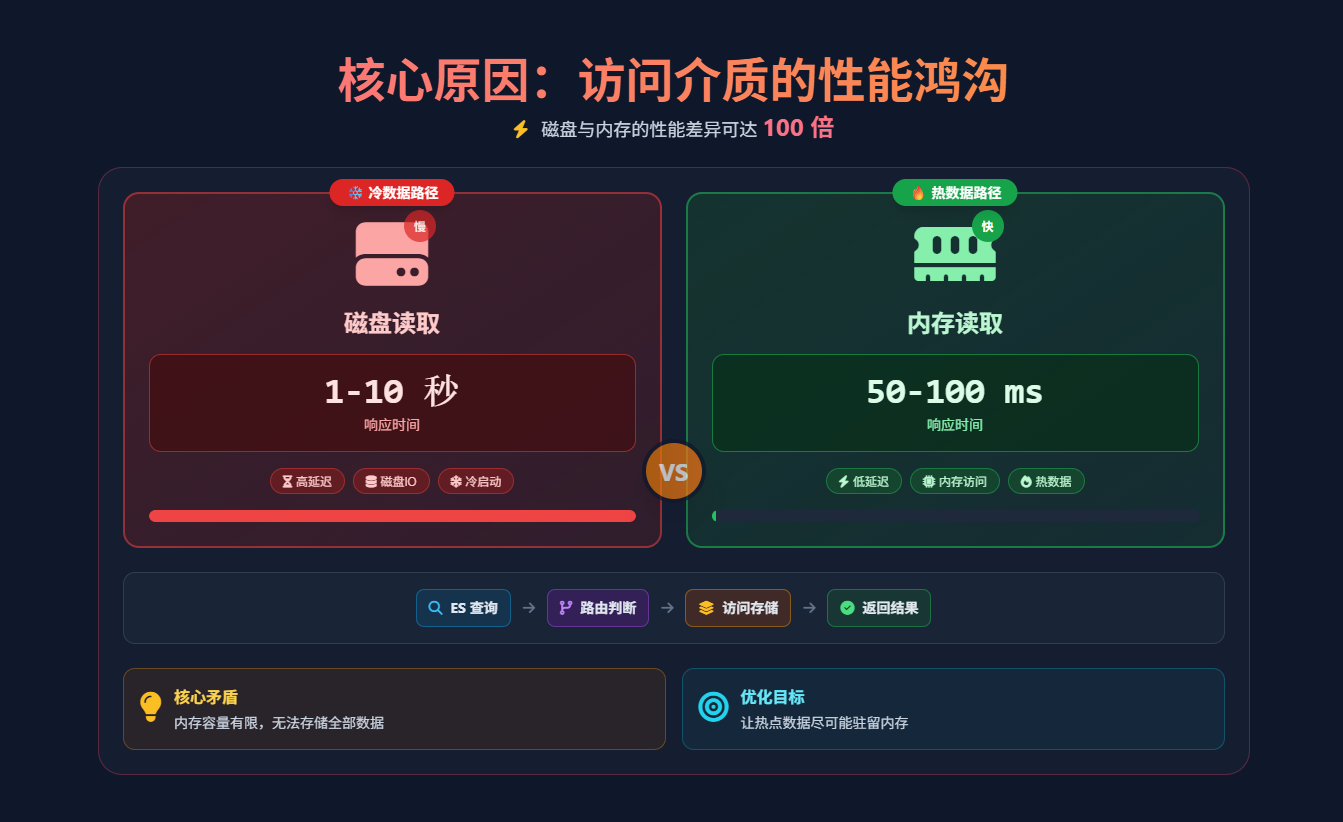 核心原因：访问介质的性能鸿沟
磁盘与内存的性能差异可达 100 倍
冷数据路径
慢
磁盘读取
1-10 秒
响应时间
高延迟
磁盘IO
冷启动
VS
热数据路径
快
内存读取
50-100 ms
响应时间
低延迟
内存访问
热数据
ES 查询
路由判断
访问存储
返回结果
核心矛盾
内存容量有限，无法存储全部数据
优化目标
让热点数据尽可能驻留内存